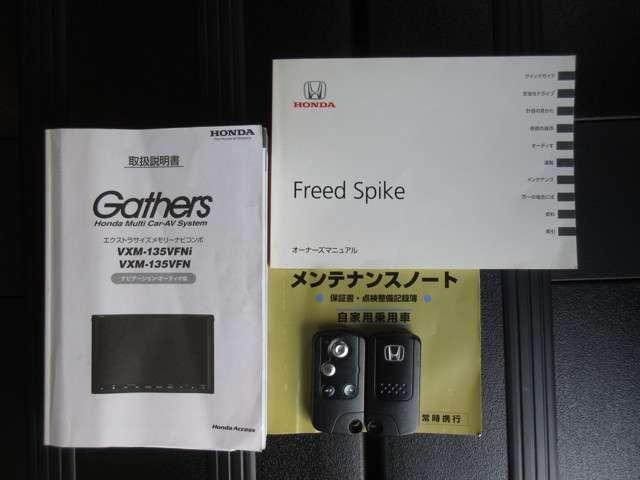 HONDA
取扱説明書
Gathers
Honda Multi Car-AV System
エクストラサイズメモリーナビコンポ
VXM-135VFNi
VXM-135VFN
ナビゲーション・オーディオ編
Honda Access
HONDA
Freed Spike
オーナーズマニュアル
クイックガイド
安全なドライブ
計器の見かた
各部の操作
オーディオ
運転
メンテナンス
万一の場合には
資料
索引
メンテナンスノート
保証書・点検整備記録簿
自家用乗用車
常時携行